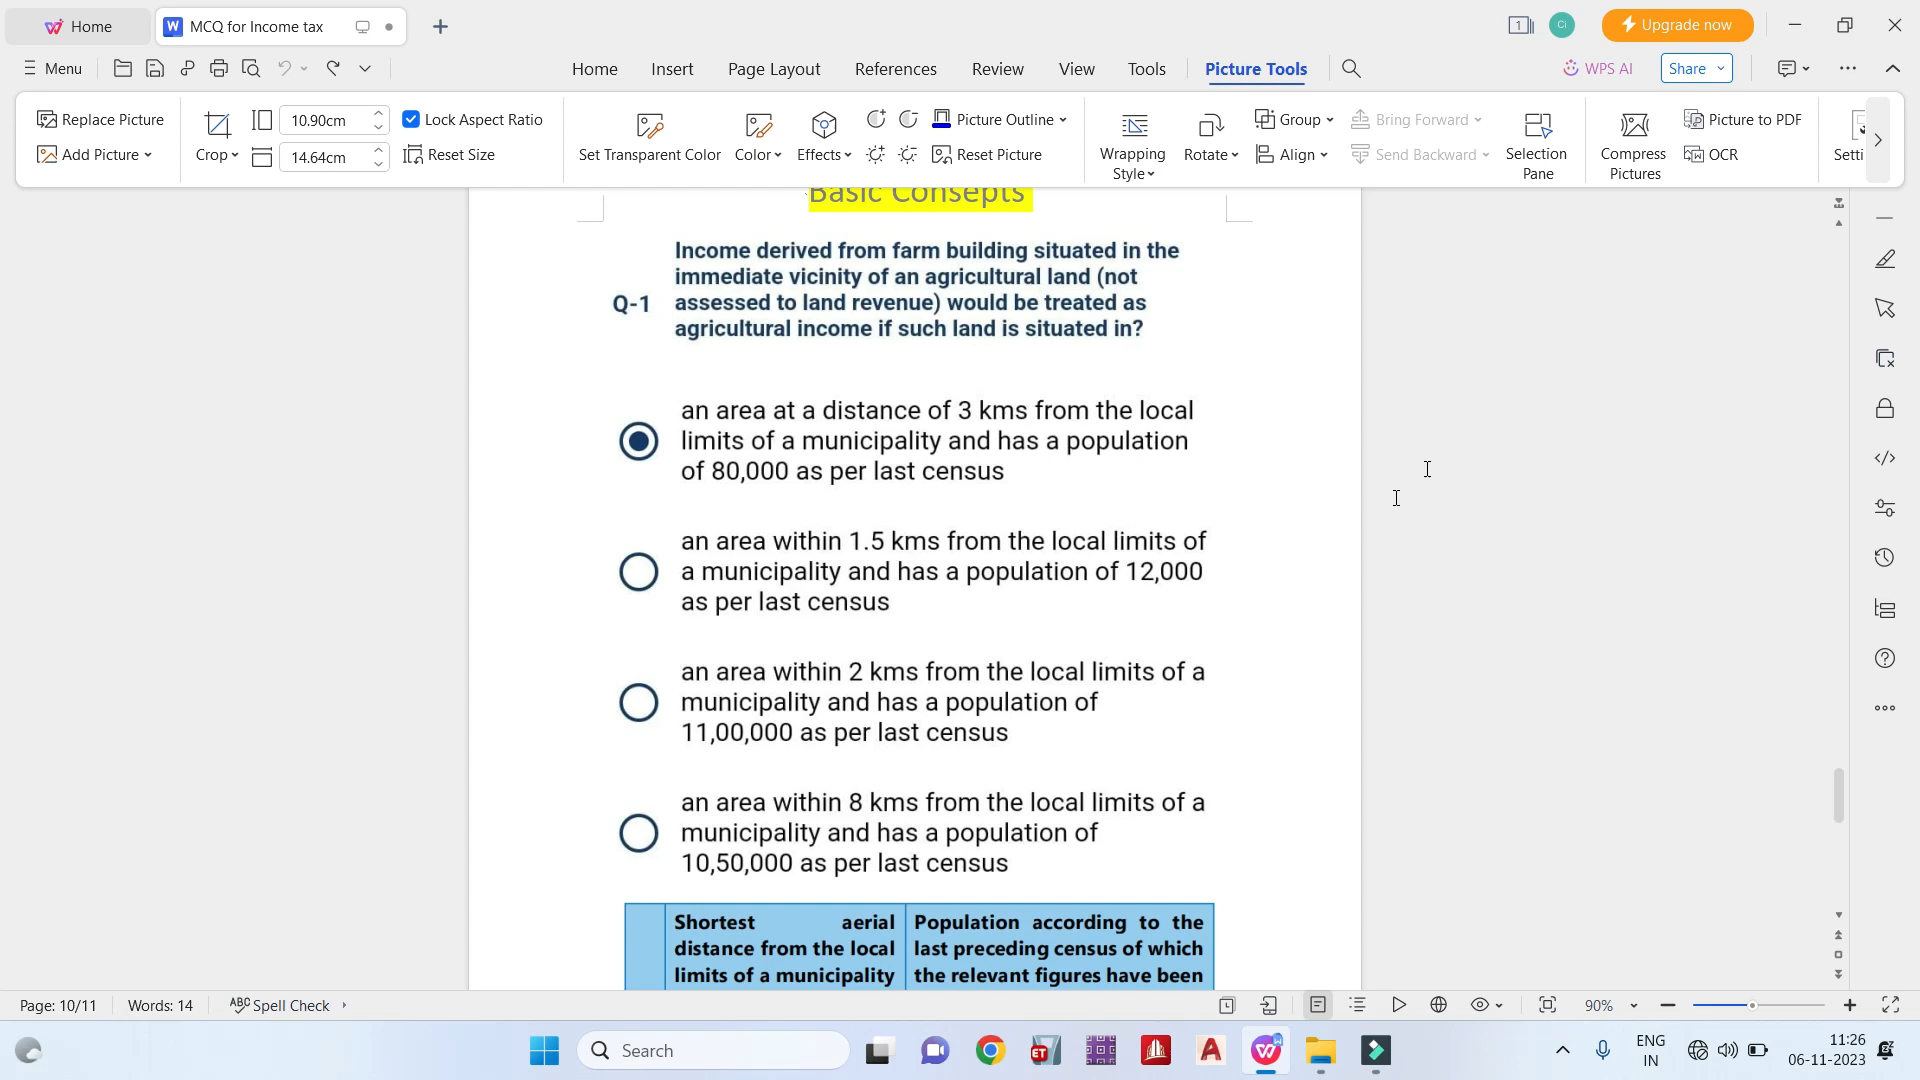 Home
MCQ for Income tax
1
Ci
Upgrade now
Menu
Home
Insert
Page Layout
References
Review
View
Tools
Picture Tools
WPS AI
Share
Replace Picture
Add Picture
Crop
10.90cm
14.64cm
Lock Aspect Ratio
Reset Size
Set Transparent Color
Color
Effects
Picture Outline
Reset Picture
Wrapping
Style
Rotate
Group
Align
Bring Forward
Send Backward
Selection
Pane
Compress
Pictures
Picture to PDF
OCR
Setti
Basic Consepts
Q-1
Income derived from farm building situated in the
immediate vicinity of an agricultural land (not
assessed to land revenue) would be treated as
agricultural income if such land is situated in?
an area at a distance of 3 kms from the local
limits of a municipality and has a population
of 80,000 as per last census
an area within 1.5 kms from the local limits of
a municipality and has a population of 12,000
as per last census
an area within 2 kms from the local limits of a
municipality and has a population of
11,00,000 as per last census
an area within 8 kms from the local limits of a
municipality and has a population of
10,50,000 as per last census
Shortest aerial
distance from the local
limits of a municipality
Population according to the
last preceding census of which
the relevant figures have been
Page: 10/11
Words: 14
ABC Spell Check
90%
Search
ET
ENG
IN
11:26
06-11-2023